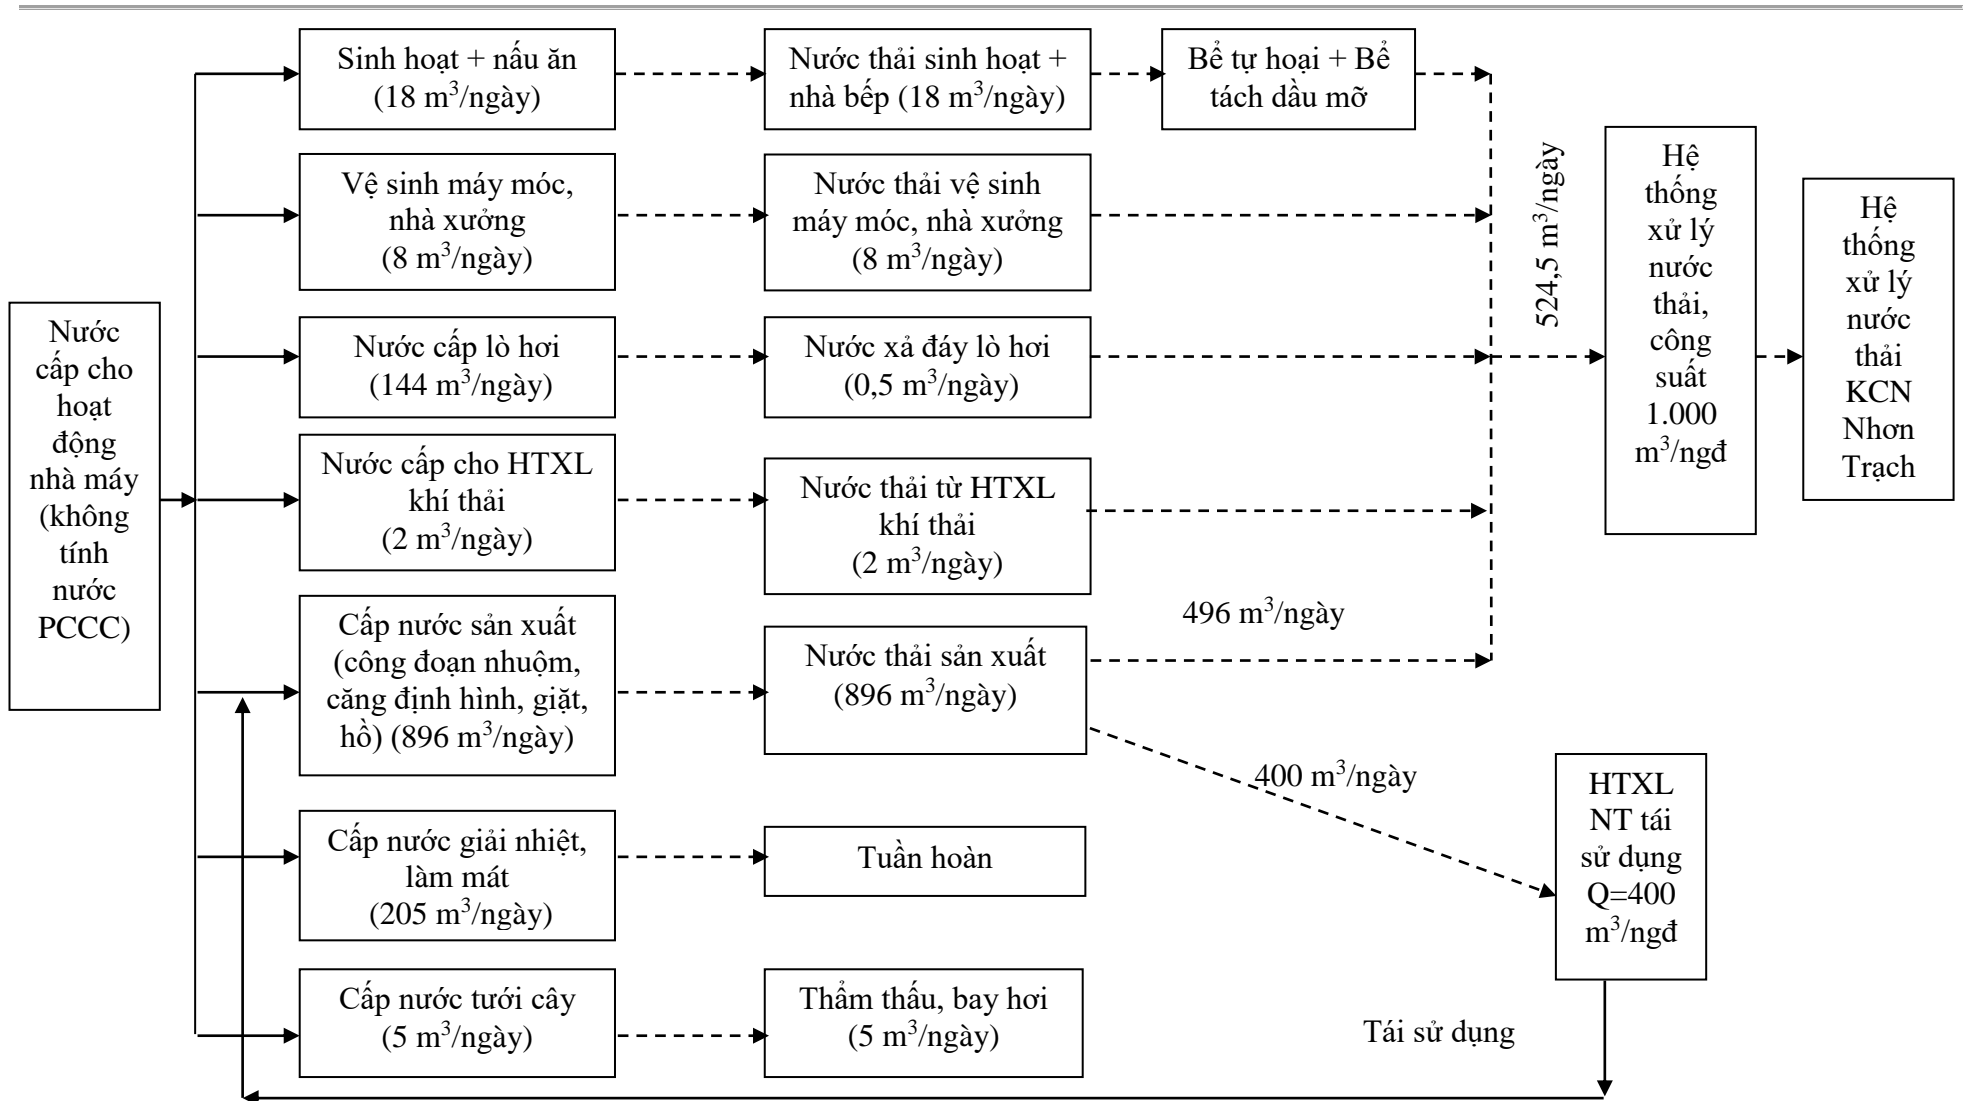 Sinh hoạt + nấu ăn
(18 m³/ngày)
Nước thải sinh hoạt +
nhà bếp (18 m³/ngày)
Bể tự hoại + Bể
tách dầu mỡ
Vệ sinh máy móc,
nhà xưởng
(8 m³/ngày)
Nước thải vệ sinh
máy móc, nhà xưởng
(8 m³/ngày)
524,5 m³/ngày
Hệ
thống
xử lý
nước
thải,
công
suất
1.000
m³/ngđ
Hệ
thống
xử lý
nước
thải
KCN
Nhơn
Trạch
Nước
cấp cho
hoạt
động
nhà máy
(không
tính
nước
PCCC)
Nước cấp lò hơi
(144 m³/ngày)
Nước xả đáy lò hơi
(0,5 m³/ngày)
Nước cấp cho HTXL
khí thải
(2 m³/ngày)
Nước thải từ HTXL
khí thải
(2 m³/ngày)
Cấp nước sản xuất
(công đoạn nhuộm,
căng định hình, giặt,
hồ) (896 m³/ngày)
Nước thải sản xuất
(896 m³/ngày)
496 m³/ngày
400 m³/ngày
HTXL
NT tái
sử dụng
Q=400
m³/ngđ
Cấp nước giải nhiệt,
làm mát
(205 m³/ngày)
Tuần hoàn
Cấp nước tưới cây
(5 m³/ngày)
Thẩm thấu, bay hơi
(5 m³/ngày)
Tái sử dụng